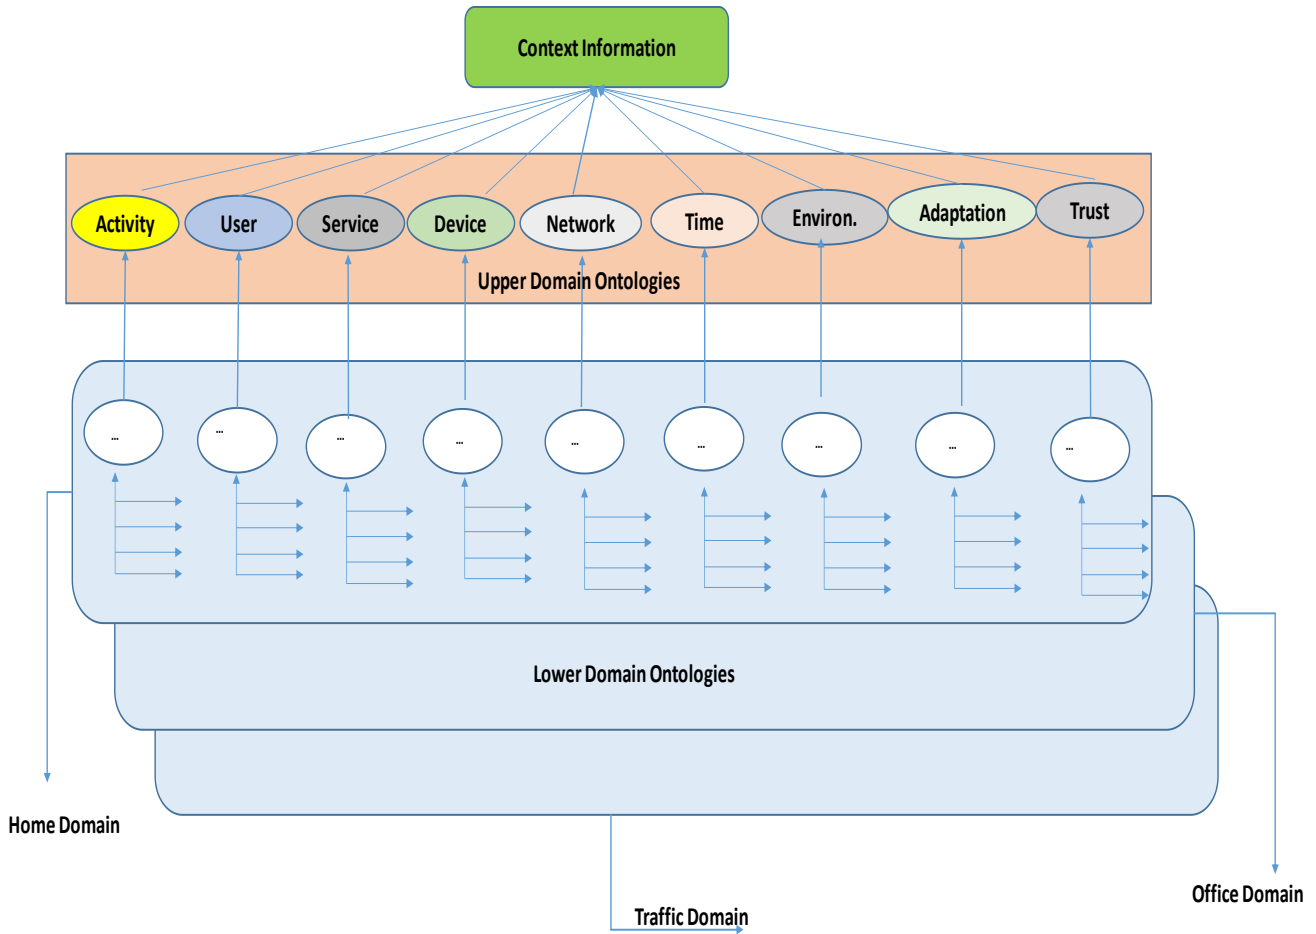 Context Information
Activity
User
Service
Device
Network
Time
Environ.
Adaptation
Trust
Upper Domain Ontologies
...
...
...
...
...
...
...
...
...
Lower Domain Ontologies
Home Domain
Office Domain
Traffic Domain